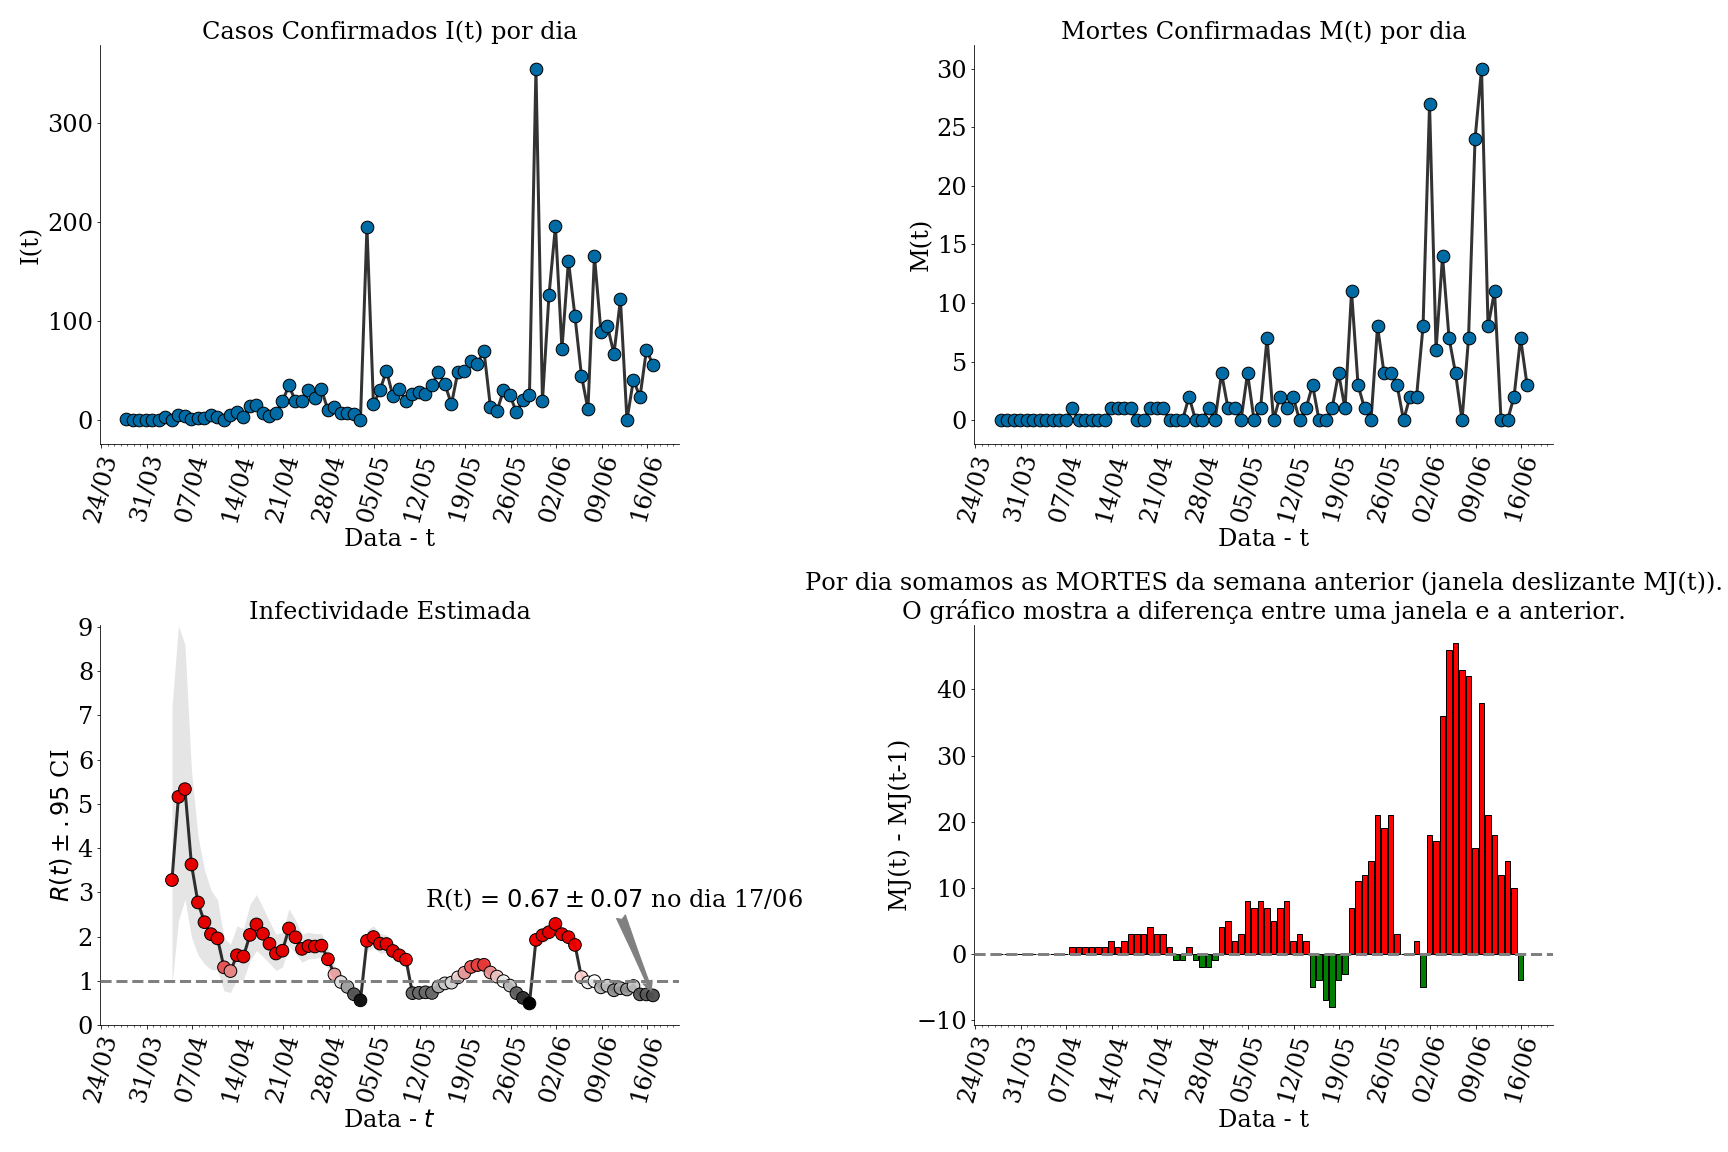 Casos Confirmados I(t) por dia
I(t)
300
200
100
0
24/03 31/03 07/04 14/04 21/04 28/04 05/05 12/05 19/05 26/05 02/06 09/06 16/06
Data - t
Mortes Confirmadas M(t) por dia
M(t)
30
25
20
15
10
5
0
24/03 31/03 07/04 14/04 21/04 28/04 05/05 12/05 19/05 26/05 02/06 09/06 16/06
Data - t
Infectividade Estimada
R(t) ± .95 CI
9
8
7
6
5
4
3
2
1
0
R(t) = 0.67 ± 0.07 no dia 17/06
24/03 31/03 07/04 14/04 21/04 28/04 05/05 12/05 19/05 26/05 02/06 09/06 16/06
Data - t
Por dia somamos as MORTES da semana anterior (janela deslizante MJ(t)).
O gráfico mostra a diferença entre uma janela e a anterior.
MJ(t) - MJ(t-1)
40
30
20
10
0
−10
24/03 31/03 07/04 14/04 21/04 28/04 05/05 12/05 19/05 26/05 02/06 09/06 16/06
Data - t